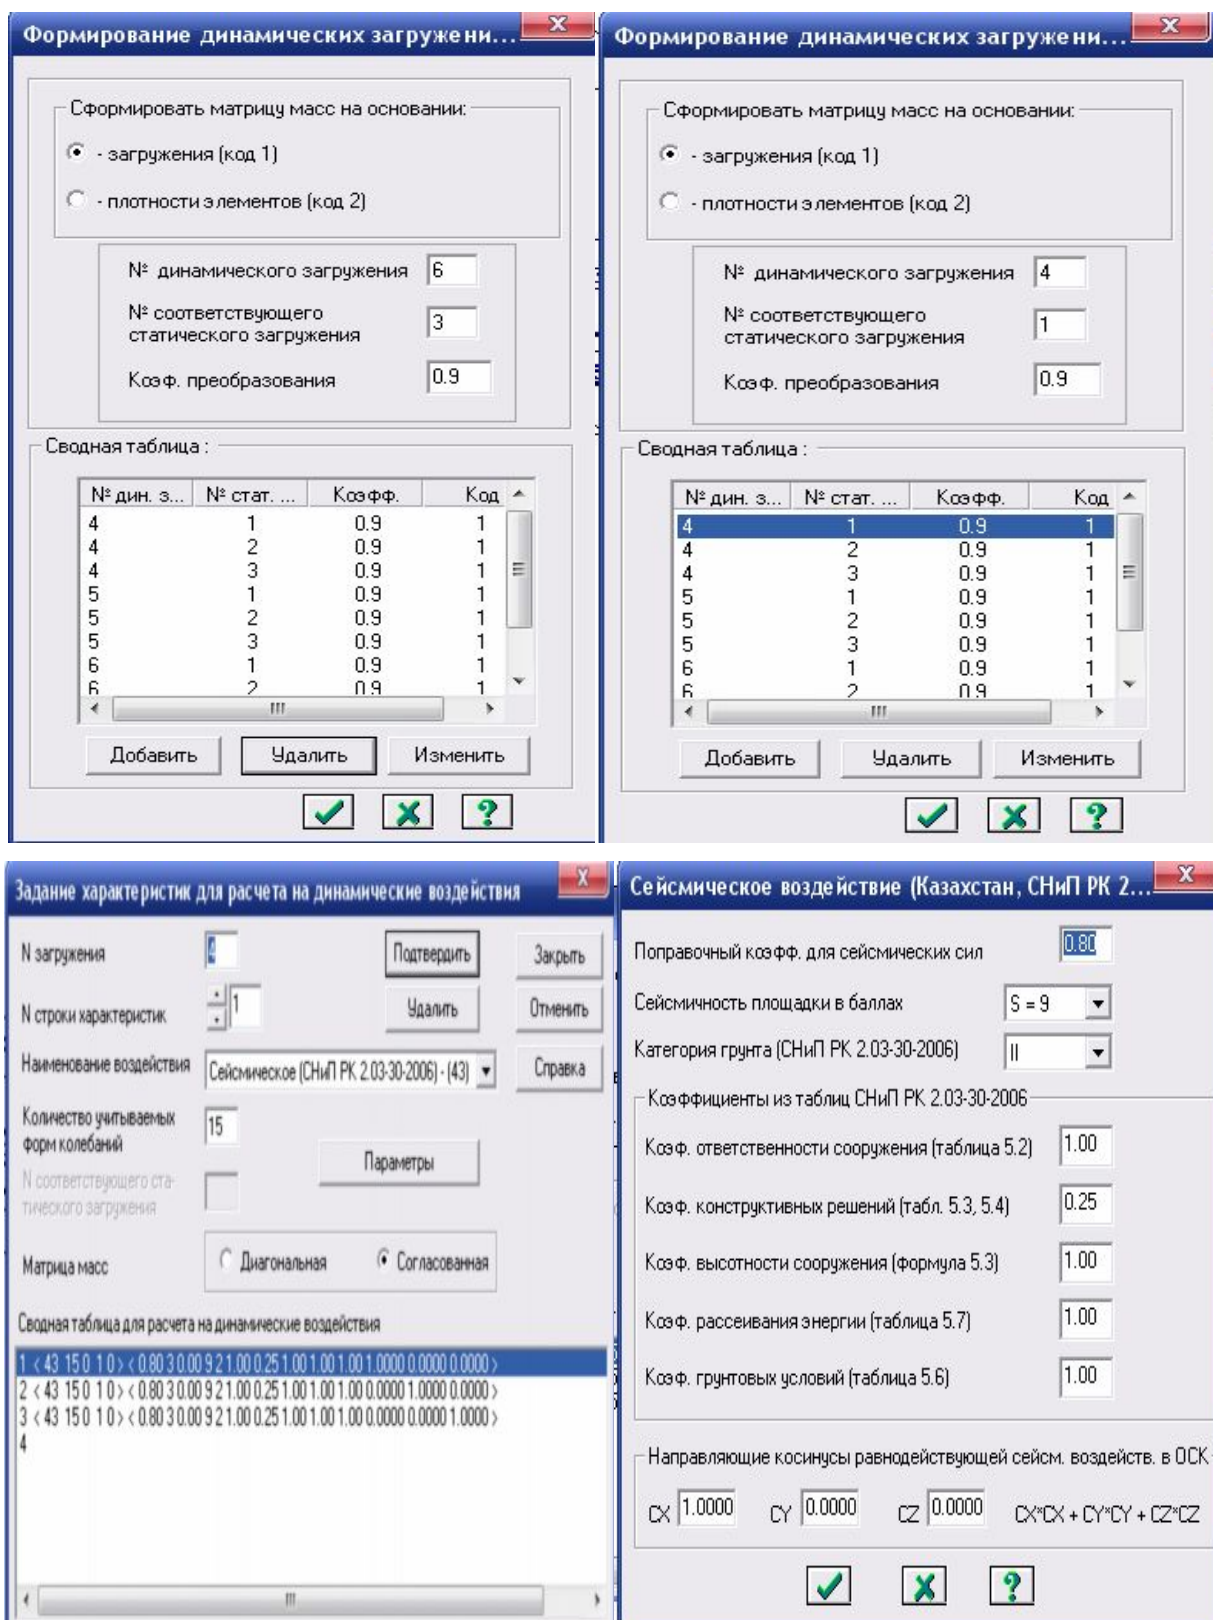 Формирование динамических загружени...
Сформировать матрицу масс на основании:
- загружения (код 1)
- плотности элементов (код 2)
№ динамического загружения 6
№ соответствующего
статического загружения 3
Коэф. преобразования 0.9
Сводная таблица :
№ дин. з... № стат. ... Коэфф. Код
4 1 0.9 1
4 2 0.9 1
4 3 0.9 1
5 1 0.9 1
5 2 0.9 1
5 3 0.9 1
6 1 0.9 1
6 2 0.9 1
Добавить Удалить Изменить
Формирование динамических загружени...
Сформировать матрицу масс на основании:
- загружения (код 1)
- плотности элементов (код 2)
№ динамического загружения 4
№ соответствующего
статического загружения 1
Коэф. преобразования 0.9
Сводная таблица :
№ дин. з... № стат. ... Коэфф. Код
4 1 0.9 1
4 2 0.9 1
4 3 0.9 1
5 1 0.9 1
5 2 0.9 1
5 3 0.9 1
6 1 0.9 1
6 2 0.9 1
Добавить Удалить Изменить
Задание характеристик для расчета на динамические воздействия
N загружения 4 Подтвердить Закрыть
N строки характеристик 1 Удалить Отменить
Наименование воздействия Сейсмическое (СНиП РК 2.03-30-2006) - (43) Справка
Количество учитываемых
форм колебаний 15
Параметры
N соответствующего ста-
тического загружения
Матрица масс Диагональная Согласованная
Сводная таблица для расчета на динамические воздействия
1 < 43 15 0 1 0 > < 0.80 3 0.00 9 2 1.00 0.25 1.00 1.00 1.00 1.0000 0.0000 0.0000 >
2 < 43 15 0 1 0 > < 0.80 3 0.00 9 2 1.00 0.25 1.00 1.00 1.00 0.0000 1.0000 0.0000 >
3 < 43 15 0 1 0 > < 0.80 3 0.00 9 2 1.00 0.25 1.00 1.00 1.00 0.0000 0.0000 1.0000 >
4
Сейсмическое воздействие (Казахстан, СНиП РК 2....
Поправочный коэфф. для сейсмических сил 0.80
Сейсмичность площадки в баллах S = 9
Категория грунта (СНиП РК 2.03-30-2006) II
Коэффициенты из таблиц СНиП РК 2.03-30-2006
Коэф. ответственности сооружения (таблица 5.2) 1.00
Коэф. конструктивных решений (табл. 5.3, 5.4) 0.25
Коэф. высотности сооружения (формула 5.3) 1.00
Коэф. рассеивания энергии (таблица 5.7) 1.00
Коэф. грунтовых условий (таблица 5.6) 1.00
Направляющие косинусы равнодействующей сейсм. воздейств. в ОСК
CX 1.0000 CY 0.0000 CZ 0.0000 CX*CX + CY*CY + CZ*CZ